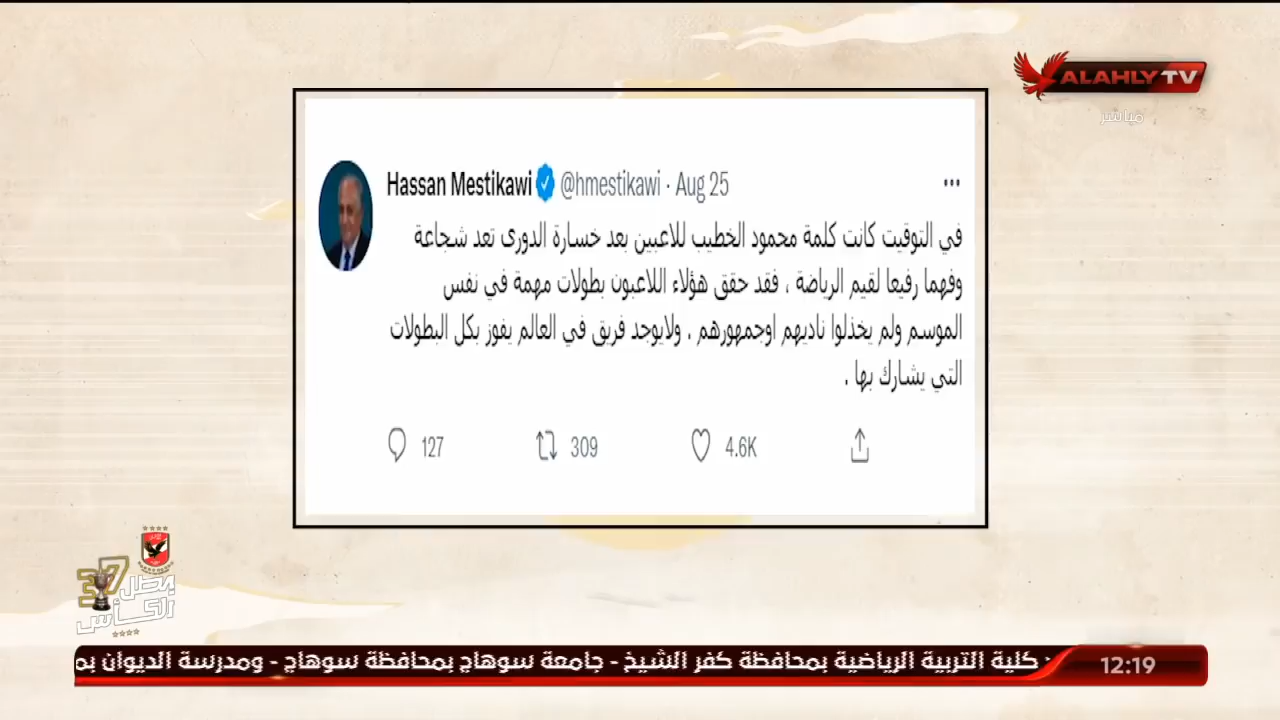 ALAHLY TV
مباشر
Hassan Mestikawi @hmestikawi · Aug 25
في التوقيت كانت كلمة محمود الخطيب للاعبين بعد خسارة الدورى تعد شجاعة
وفهما رفيعا لقيم الرياضة ، فقد حقق هؤلاء اللاعبون بطولات مهمة في نفس
الموسم ولم يخذلوا ناديهم اوجمهورهم . ولايوجد فريق في العالم يفوز بكل البطولات
التي يشارك بها .
127 309 4.6K
37
بطل
الكأس
كلية التربية الرياضية بمحافظة كفر الشيخ - جامعة سوهاج بمحافظة سوهاج - ومدرسة الديوان بم
12:19